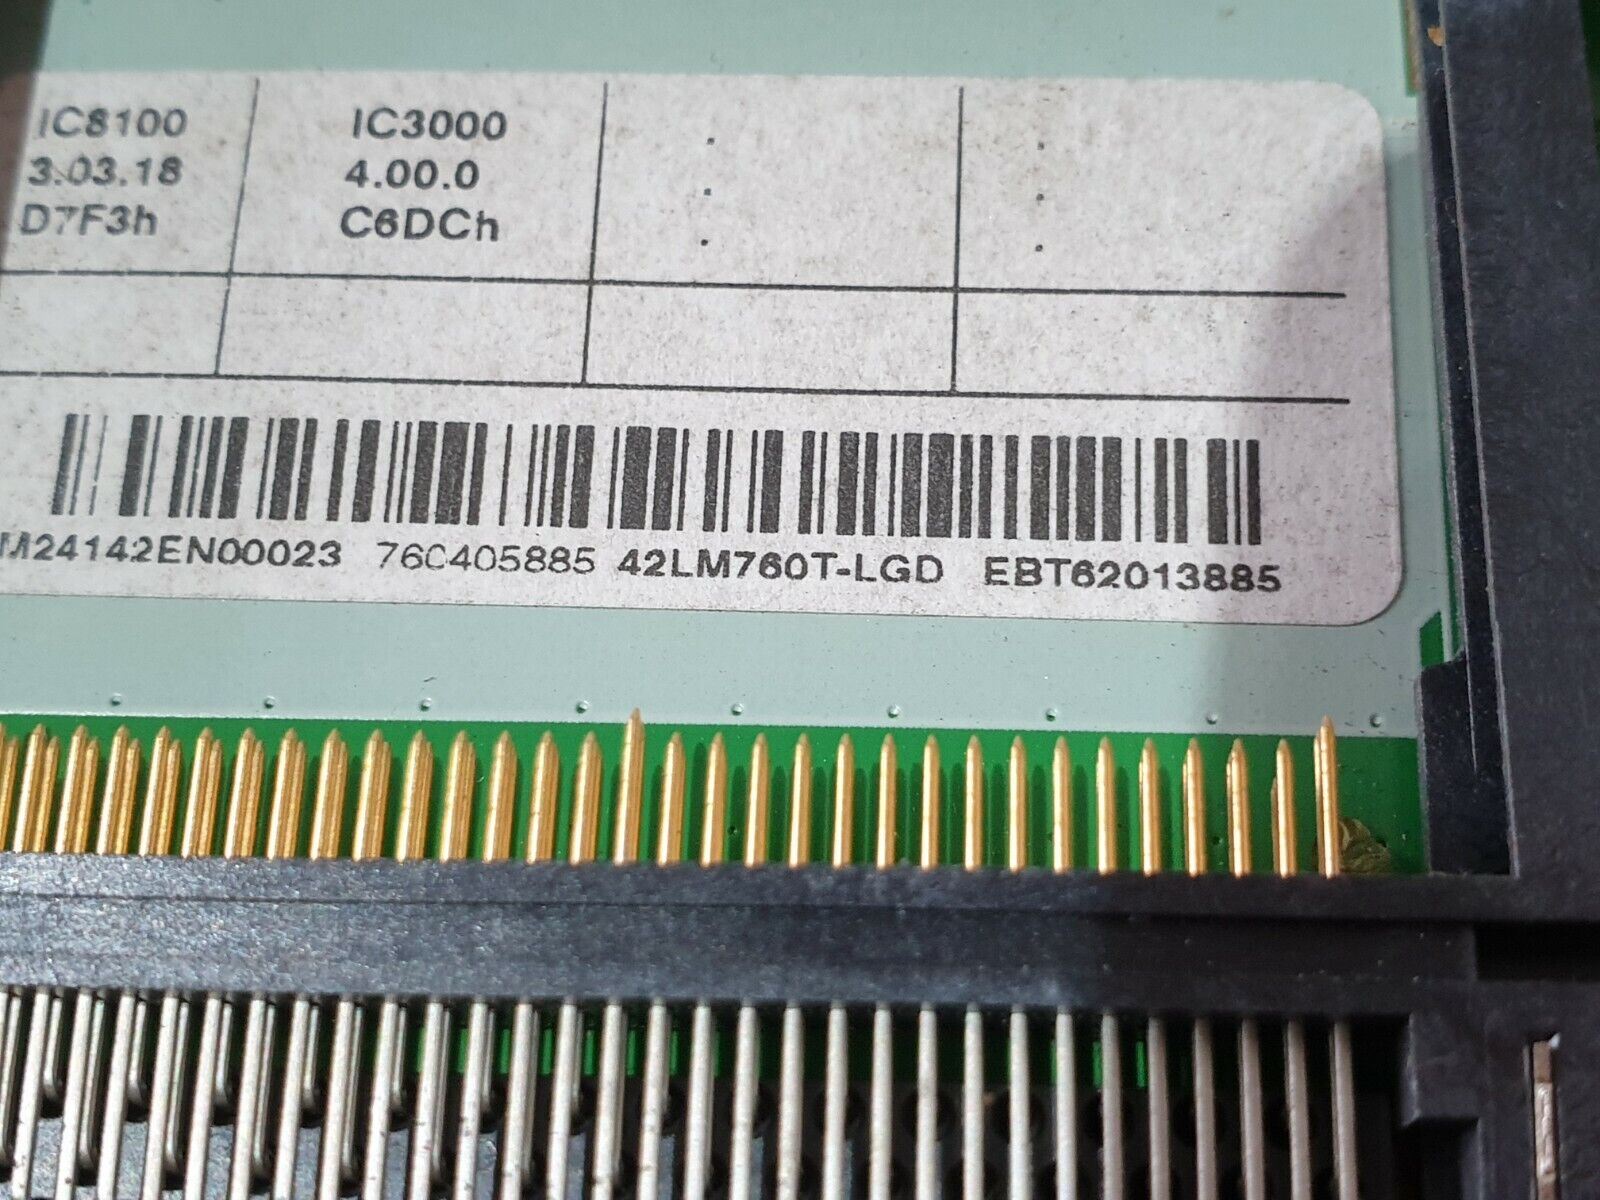 IC8100 IC3000
3.03.18 4.00.0
D7F3h C6DCh
M24142EN00023 760405885 42LM760T-LGD EBT62013885